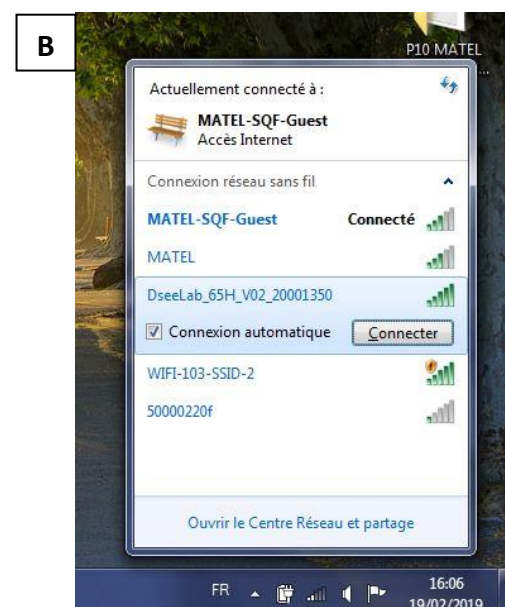 B
P10 MATEL
...
Actuellement connecté à :
MATEL-SQF-Guest
Accès Internet
Connexion réseau sans fil
MATEL-SQF-Guest Connecté
MATEL
DseeLab_65H_V02_20001350
Connexion automatique Connecter
WIFI-103-SSID-2
50000220f
Ouvrir le Centre Réseau et partage
FR 16:06
19/02/2019